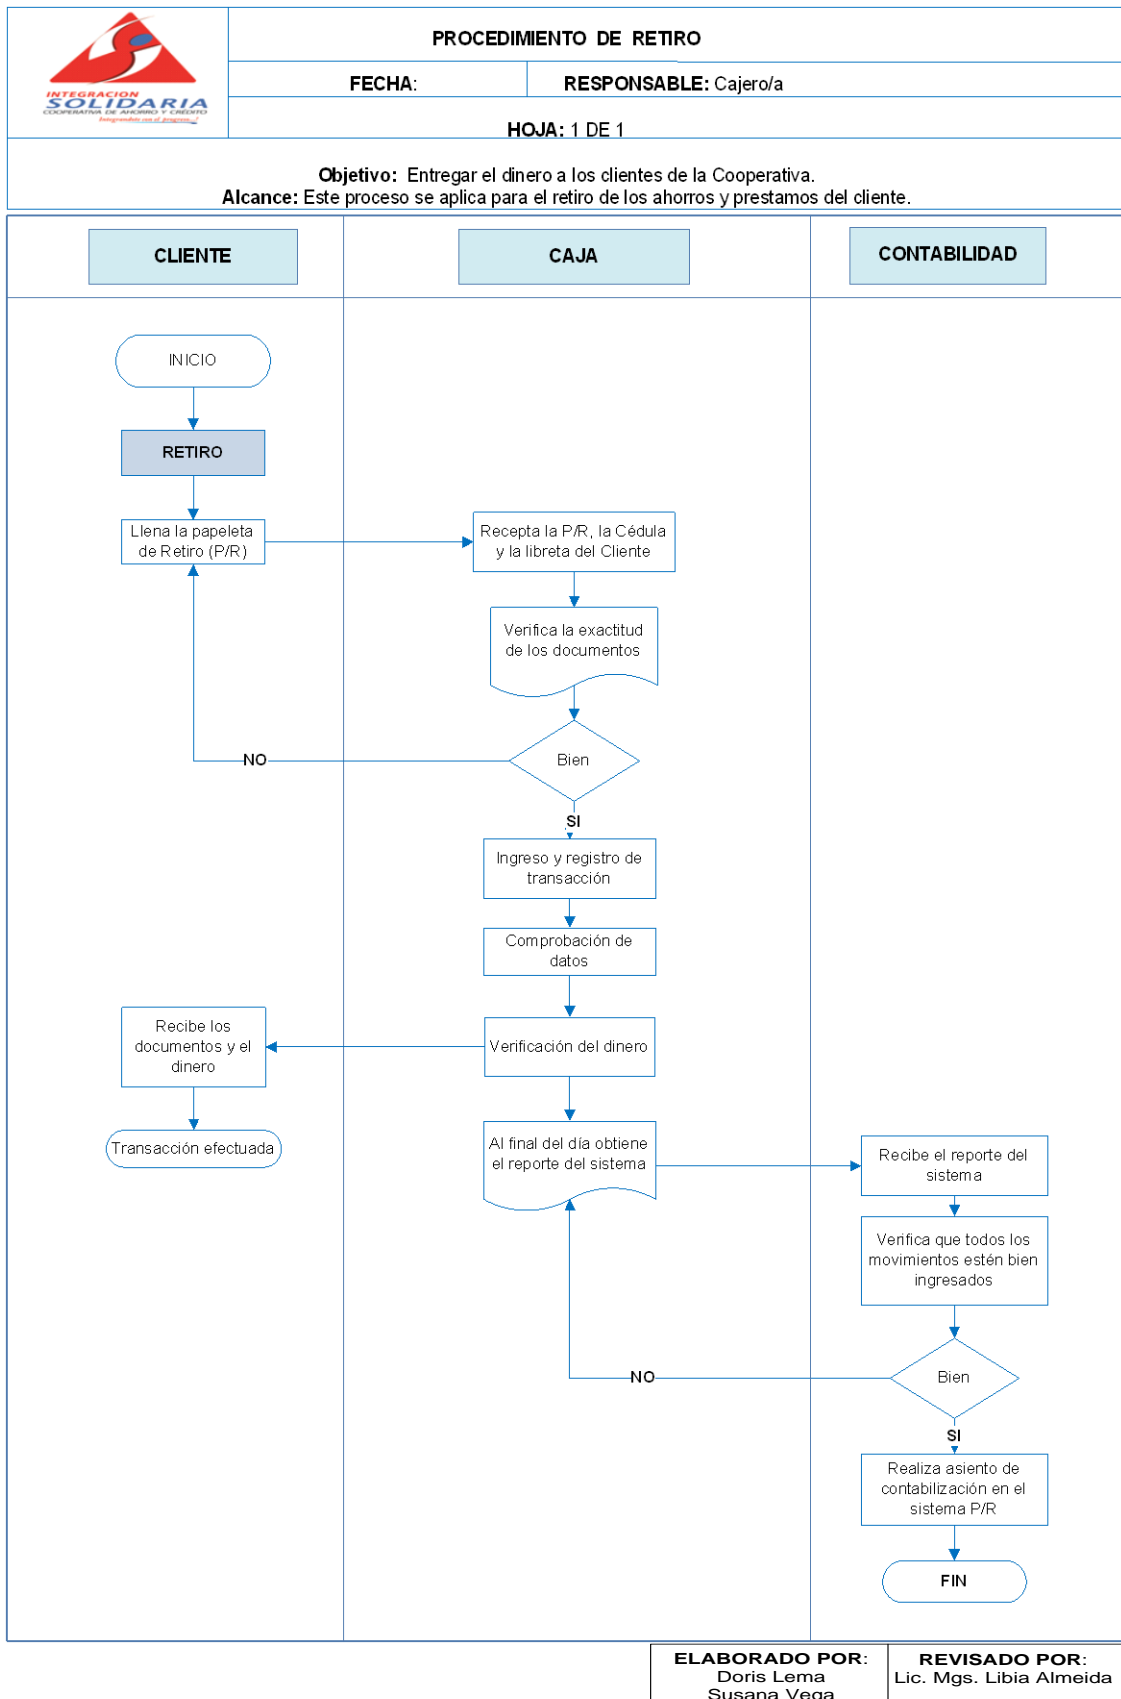 INTEGRACION
SOLIDARIA
COOPERATIVA DE AHORRO Y CRÉDITO
Integrándote con el progreso...!
PROCEDIMIENTO DE RETIRO
FECHA:
RESPONSABLE: Cajero/a
HOJA: 1 DE 1
Objetivo: Entregar el dinero a los clientes de la Cooperativa.
Alcance: Este proceso se aplica para el retiro de los ahorros y prestamos del cliente.
CLIENTE
CAJA
CONTABILIDAD
INICIO
RETIRO
Llena la papeleta
de Retiro (P/R)
Recepta la P/R, la Cédula
y la libreta del Cliente
Verifica la exactitud
de los documentos
Bien
NO
SI
Ingreso y registro de
transacción
Comprobación de
datos
Verificación del dinero
Recibe los
documentos y el
dinero
Transacción efectuada
Al final del día obtiene
el reporte del sistema
Recibe el reporte del
sistema
Verifica que todos los
movimientos estén bien
ingresados
Bien
NO
SI
Realiza asiento de
contabilización en el
sistema P/R
FIN
ELABORADO POR:
Doris Lema
Susana Vega
REVISADO POR:
Lic. Mgs. Libia Almeida